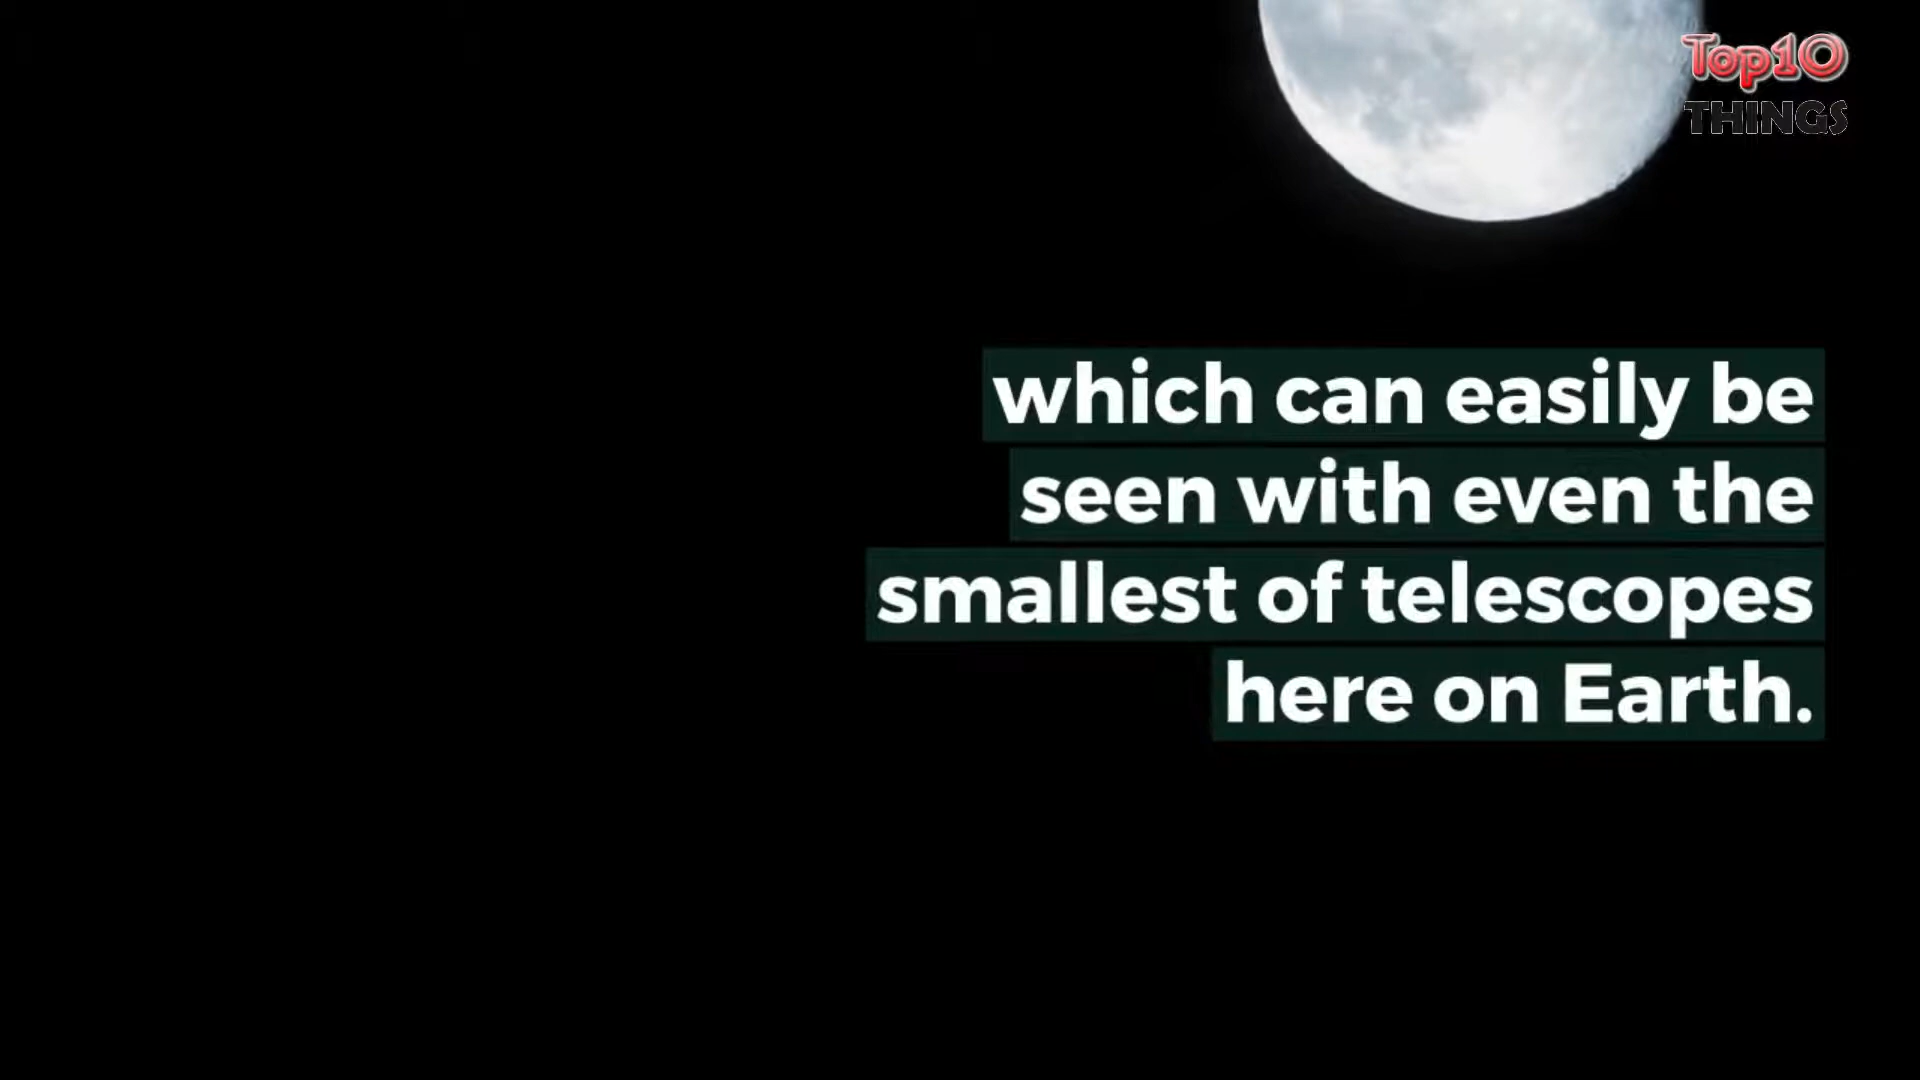 Top10
THINGS
which can easily be
seen with even the
smallest of telescopes
here on Earth.